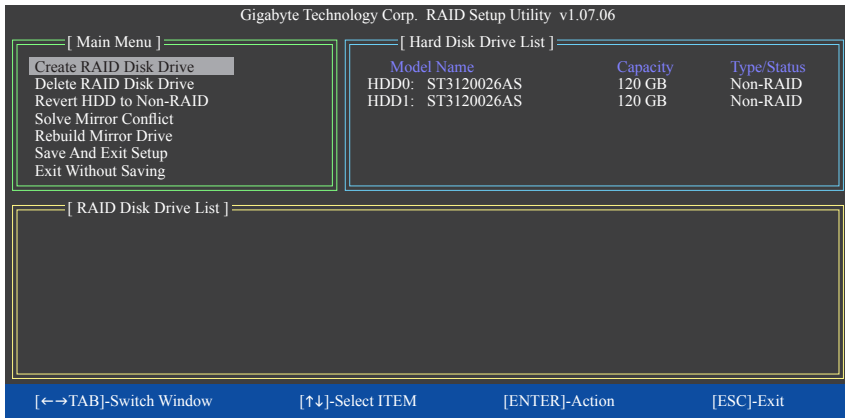 Gigabyte Technology Corp. RAID Setup Utility v1.07.06
[ Main Menu ]
Create RAID Disk Drive
Delete RAID Disk Drive
Revert HDD to Non-RAID
Solve Mirror Conflict
Rebuild Mirror Drive
Save And Exit Setup
Exit Without Saving
[ Hard Disk Drive List ]
Model Name Capacity Type/Status
HDD0: ST3120026AS 120 GB Non-RAID
HDD1: ST3120026AS 120 GB Non-RAID
[ RAID Disk Drive List ]
[←→TAB]-Switch Window [↑↓]-Select ITEM [ENTER]-Action [ESC]-Exit